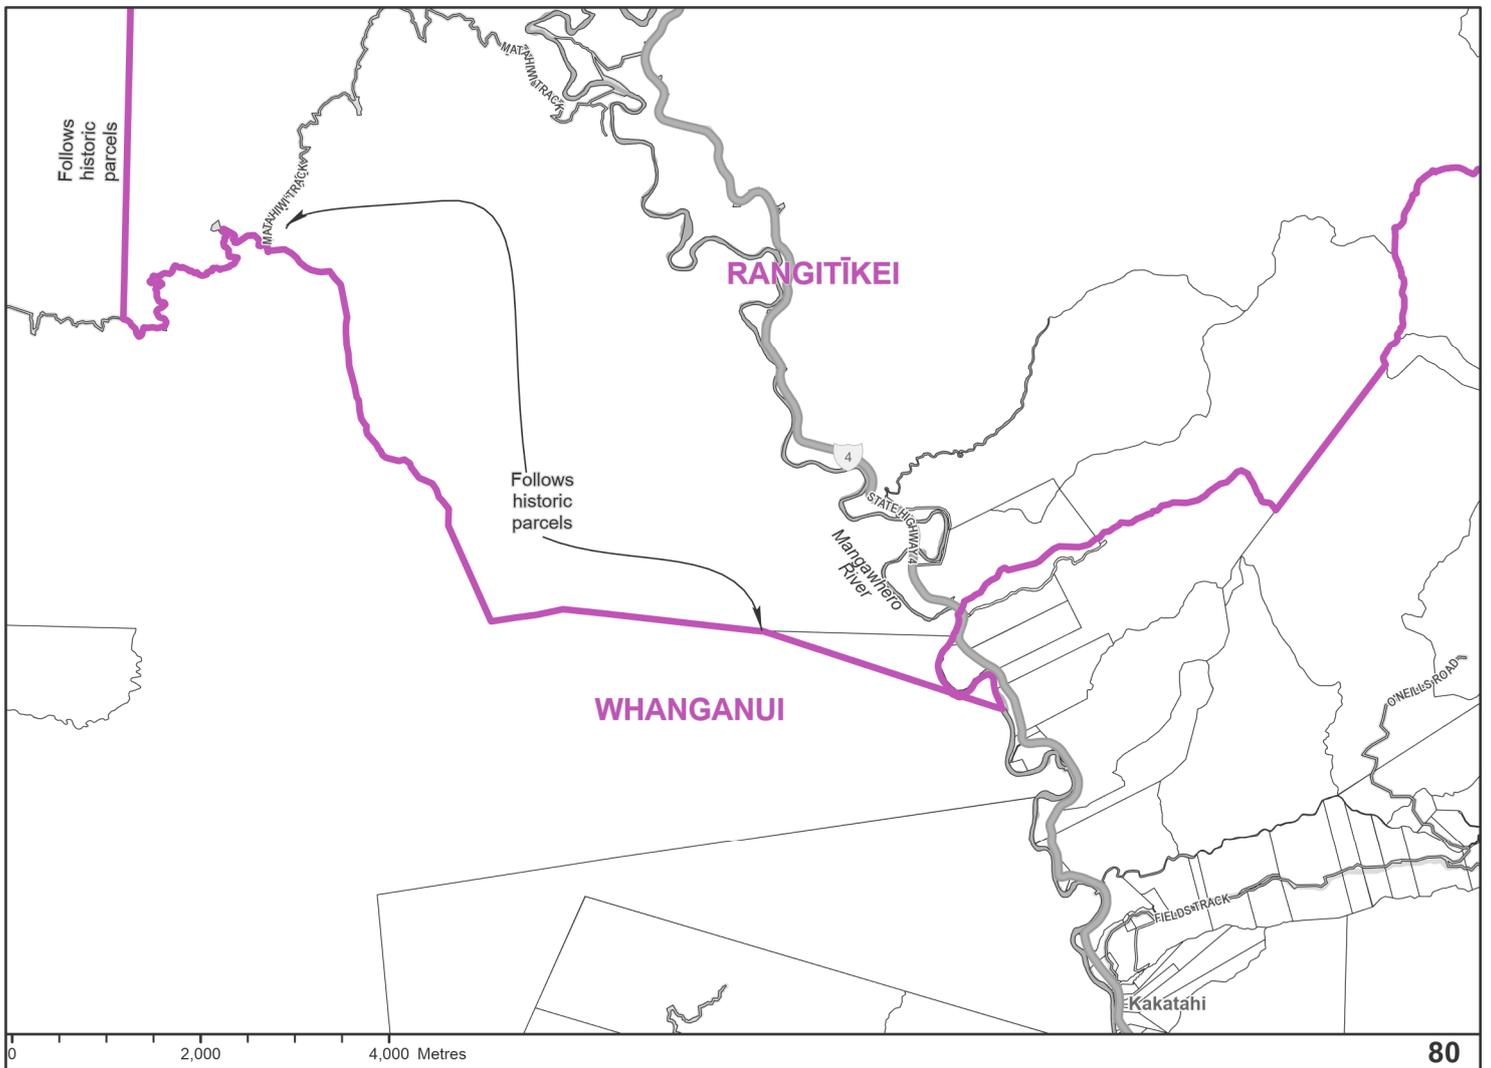 MATAHIWI TRACK
Follows
historic
parcels
MATAHIWI TRACK
RANGITĪKEI
4
STATE HIGHWAY 4
Follows
historic
parcels
Mangawhero
River
WHANGANUI
O'NEILLS ROAD
FIELDS TRACK
Kakatahi
0 2,000 4,000 Metres
80